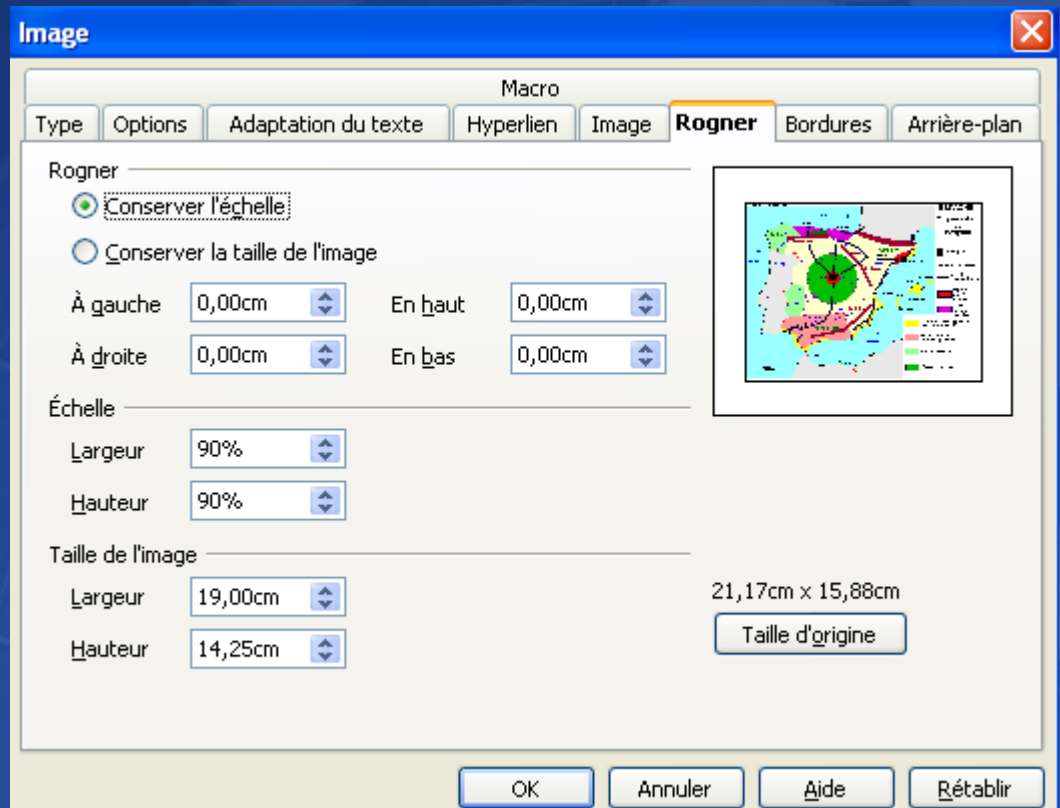 Image
Macro
Type Options Adaptation du texte Hyperlien Image Rogner Bordures Arrière-plan
Rogner
Conserver l'échelle
Conserver la taille de l'image
À gauche 0,00cm En haut 0,00cm
À droite 0,00cm En bas 0,00cm
Échelle
Largeur 90%
Hauteur 90%
Taille de l'image
Largeur 19,00cm 21,17cm x 15,88cm
Hauteur 14,25cm Taille d'origine
OK Annuler Aide Rétablir